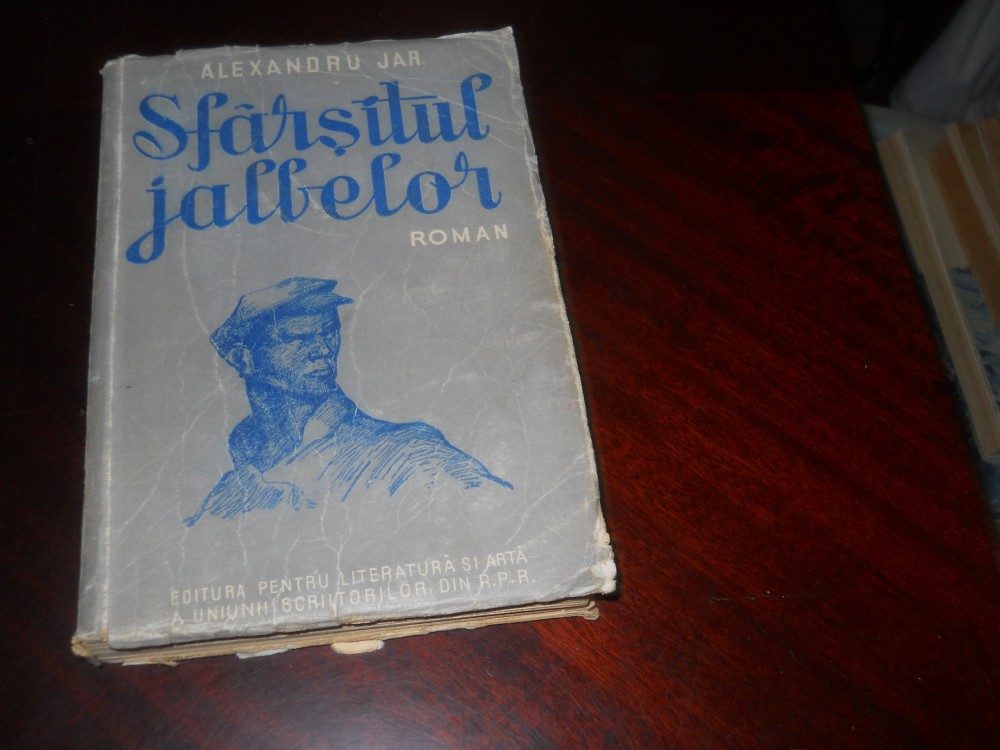 ALEXANDRU JAR
Sfârșitul
jalbelor
ROMAN
EDITURA PENTRU LITERATURĂ ȘI ARTĂ
A UNIUNII SCRIITORILOR DIN R.P.R.